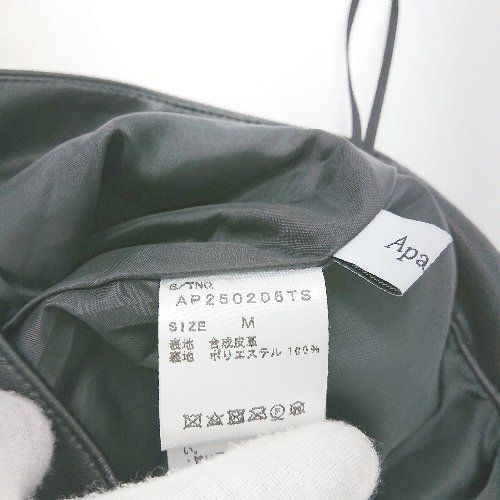 Apa
S/TNO.
AP250206TS
SIZE M
表地 合成皮革
裏地 ポリエステル 100%